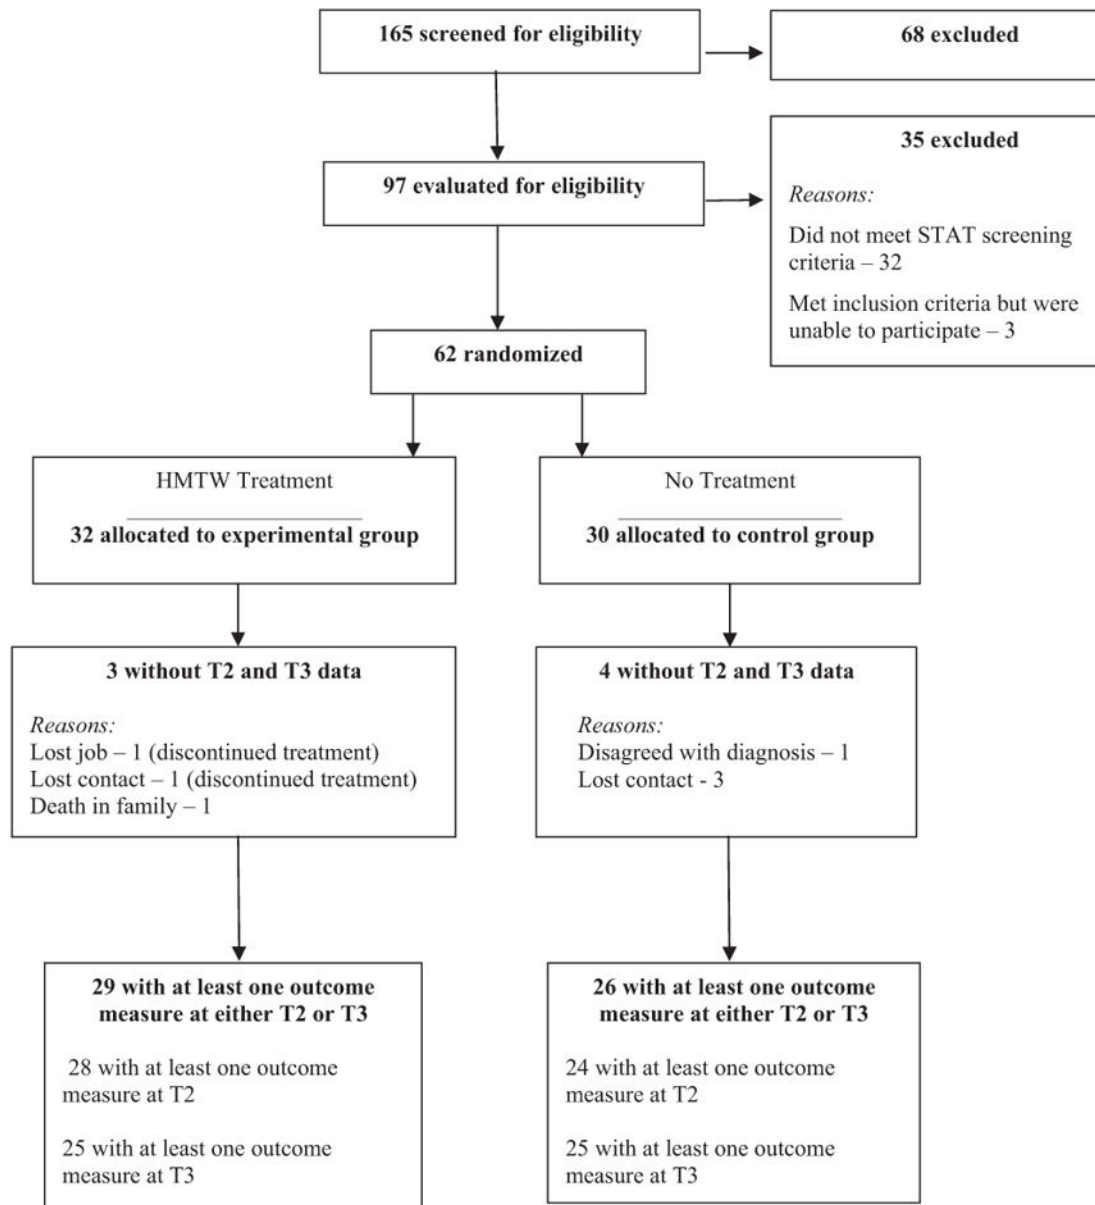 165 screened for eligibility
68 excluded
97 evaluated for eligibility
35 excluded
Reasons:
Did not meet STAT screening
criteria – 32
Met inclusion criteria but were
unable to participate – 3
62 randomized
HMTW Treatment
32 allocated to experimental group
No Treatment
30 allocated to control group
3 without T2 and T3 data
Reasons:
Lost job – 1 (discontinued treatment)
Lost contact – 1 (discontinued treatment)
Death in family – 1
4 without T2 and T3 data
Reasons:
Disagreed with diagnosis – 1
Lost contact - 3
29 with at least one outcome
measure at either T2 or T3
28 with at least one outcome
measure at T2
25 with at least one outcome
measure at T3
26 with at least one outcome
measure at either T2 or T3
24 with at least one outcome
measure at T2
25 with at least one outcome
measure at T3